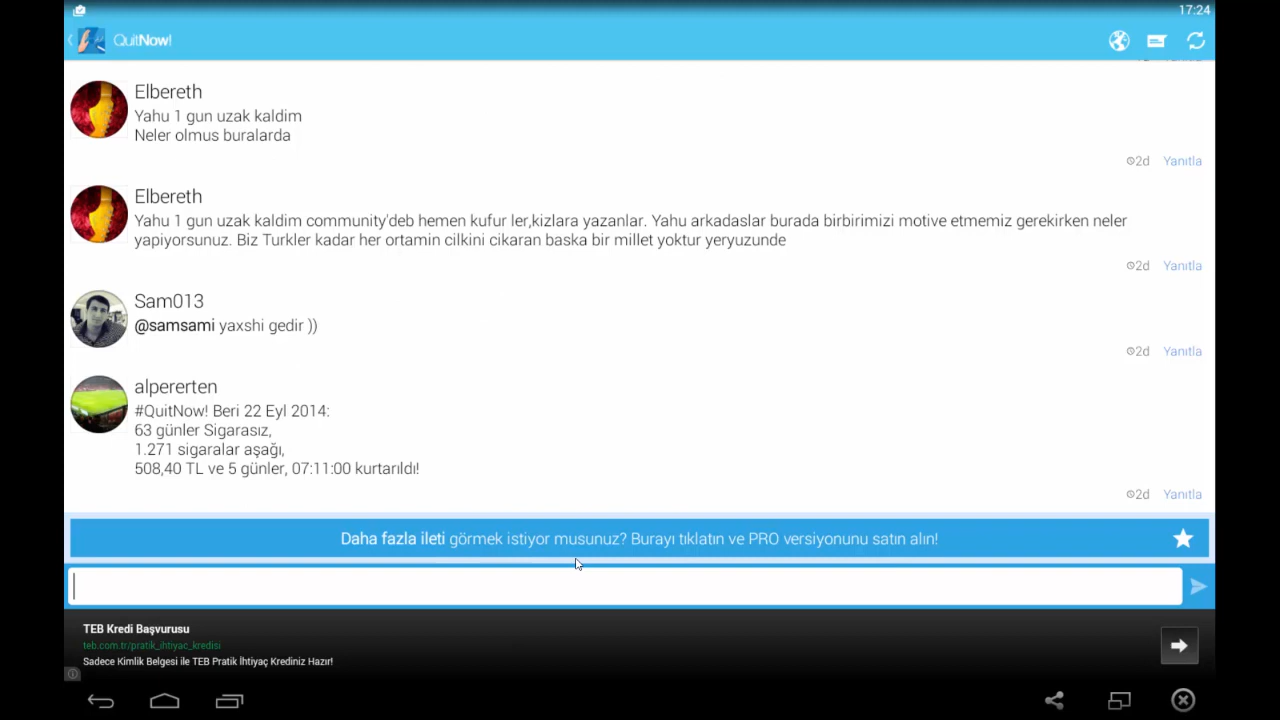 17:24
QuitNow!
Elbereth
Yahu 1 gun uzak kaldim
Neler olmus buralarda
2d Yanıtla
Elbereth
Yahu 1 gun uzak kaldim community'deb hemen kufur ler,kizlara yazanlar. Yahu arkadaslar burada birbirimizi motive etmemiz gerekirken neler
yapiyorsunuz. Biz Turkler kadar her ortamin cilkini cikaran baska bir millet yoktur yeryuzunde
2d Yanıtla
Sam013
@samsami yaxshi gedir ))
2d Yanıtla
alpererten
#QuitNow! Beri 22 Eyl 2014:
63 günler Sigarasız,
1.271 sigaralar aşağı,
508,40 TL ve 5 günler, 07:11:00 kurtarıldı!
2d Yanıtla
Daha fazla ileti görmek istiyor musunuz? Burayı tıklatın ve PRO versiyonunu satın alın!
TEB Kredi Başvurusu
teb.com.tr/pratik_ihtiyac_kredisi
Sadece Kimlik Belgesi ile TEB Pratik İhtiyaç Krediniz Hazır!